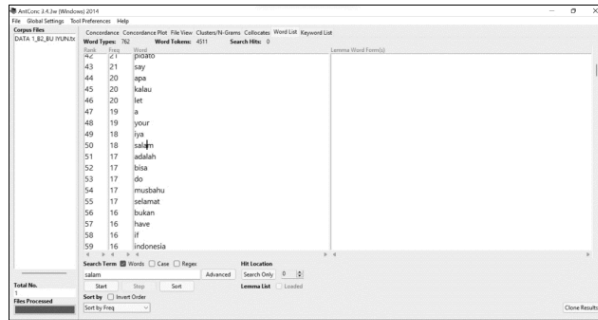 AntConc 3.4.3w (Windows) 2014
File Global Settings Tool Preferences Help
Corpus Files
DATA 1_B2_BU IYUN.tx
Concordance Concordance Plot File View Clusters/N-Grams Collocates Word List Keyword List
Word Types: 762 Word Tokens: 4511 Search Hits: 0
Rank Freq Word Lemma Word Form(s)
42 21 pidato
43 21 say
44 20 apa
45 20 kalau
46 20 let
47 19 a
48 19 your
49 18 iya
50 18 salam
51 17 adalah
52 17 bisa
53 17 do
54 17 musbahu
55 17 selamat
56 16 bukan
57 16 have
58 16 if
59 16 indonesia
Search Term Words Case Regex Hit Location
salam Advanced Search Only 0
Start Stop Sort Lemma List Loaded
Sort by Invert Order
Sort by Freq
Total No.
1
Files Processed
Clone Results